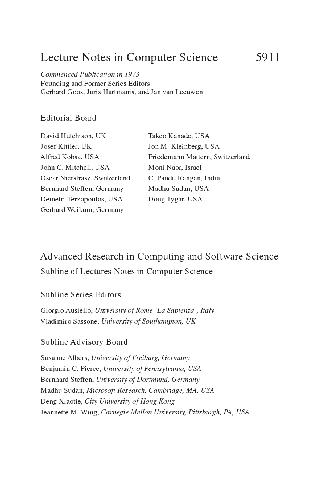 Lecture Notes in Computer Science 5911
Commenced Publication in 1973
Founding and Former Series Editors:
Gerhard Goos, Juris Hartmanis, and Jan van Leeuwen
Editorial Board
David Hutchison, UK
Josef Kittler, UK
Alfred Kobsa, USA
John C. Mitchell, USA
Oscar Nierstrasz, Switzerland
Bernhard Steffen, Germany
Demetri Terzopoulos, USA
Gerhard Weikum, Germany
Takeo Kanade, USA
Jon M. Kleinberg, USA
Friedemann Mattern, Switzerland
Moni Naor, Israel
C. Pandu Rangan, India
Madhu Sudan, USA
Doug Tygar, USA
Advanced Research in Computing and Software Science
Subline of Lectures Notes in Computer Science
Subline Series Editors
Giorgio Ausiello, University of Rome ‘La Sapienza’, Italy
Vladimiro Sassone, University of Southampton, UK
Subline Advisory Board
Susanne Albers, University of Freiburg, Germany
Benjamin C. Pierce, University of Pennsylvania, USA
Bernhard Steffen, University of Dortmund, Germany
Madhu Sudan, Microsoft Research, Cambridge, MA, USA
Deng Xiaotie, City University of Hong Kong
Jeannette M. Wing, Carnegie Mellon University, Pittsburgh, PA, USA